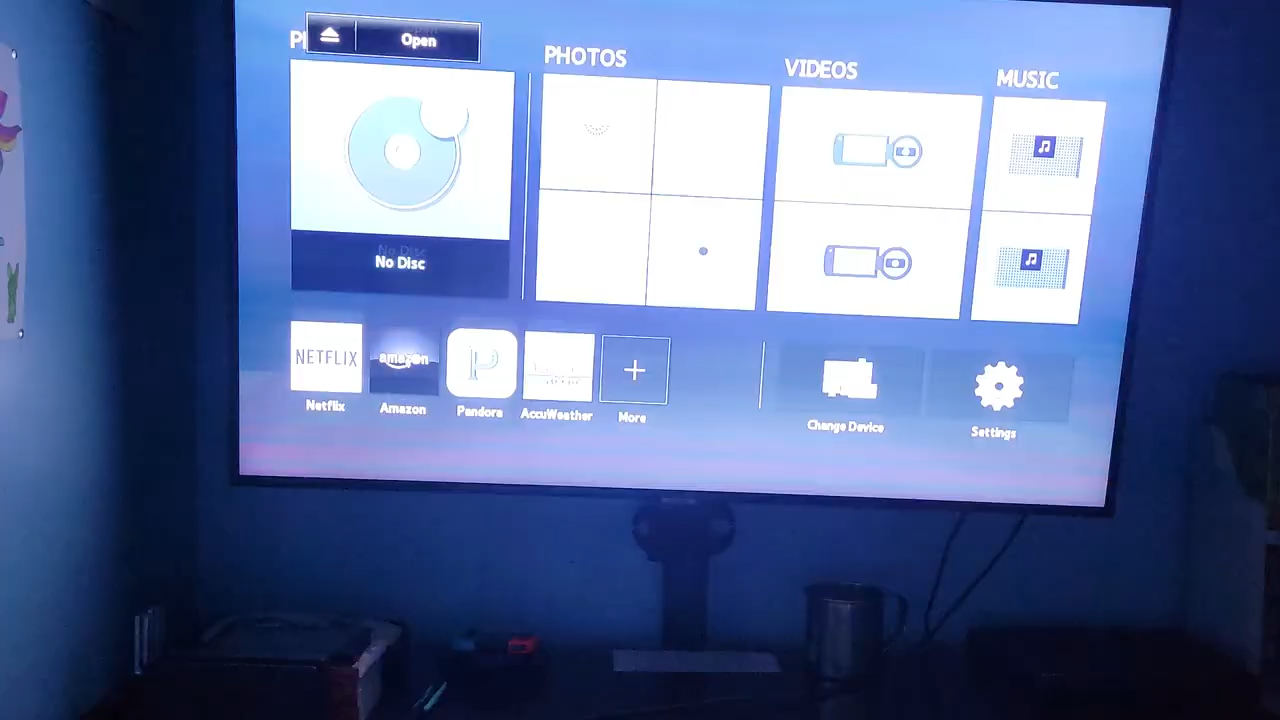 Open
PHOTOS
VIDEOS
MUSIC
No Disc
NETFLIX
amazon
P
Netflix
Amazon
Pandora
AccuWeather
More
Change Device
Settings